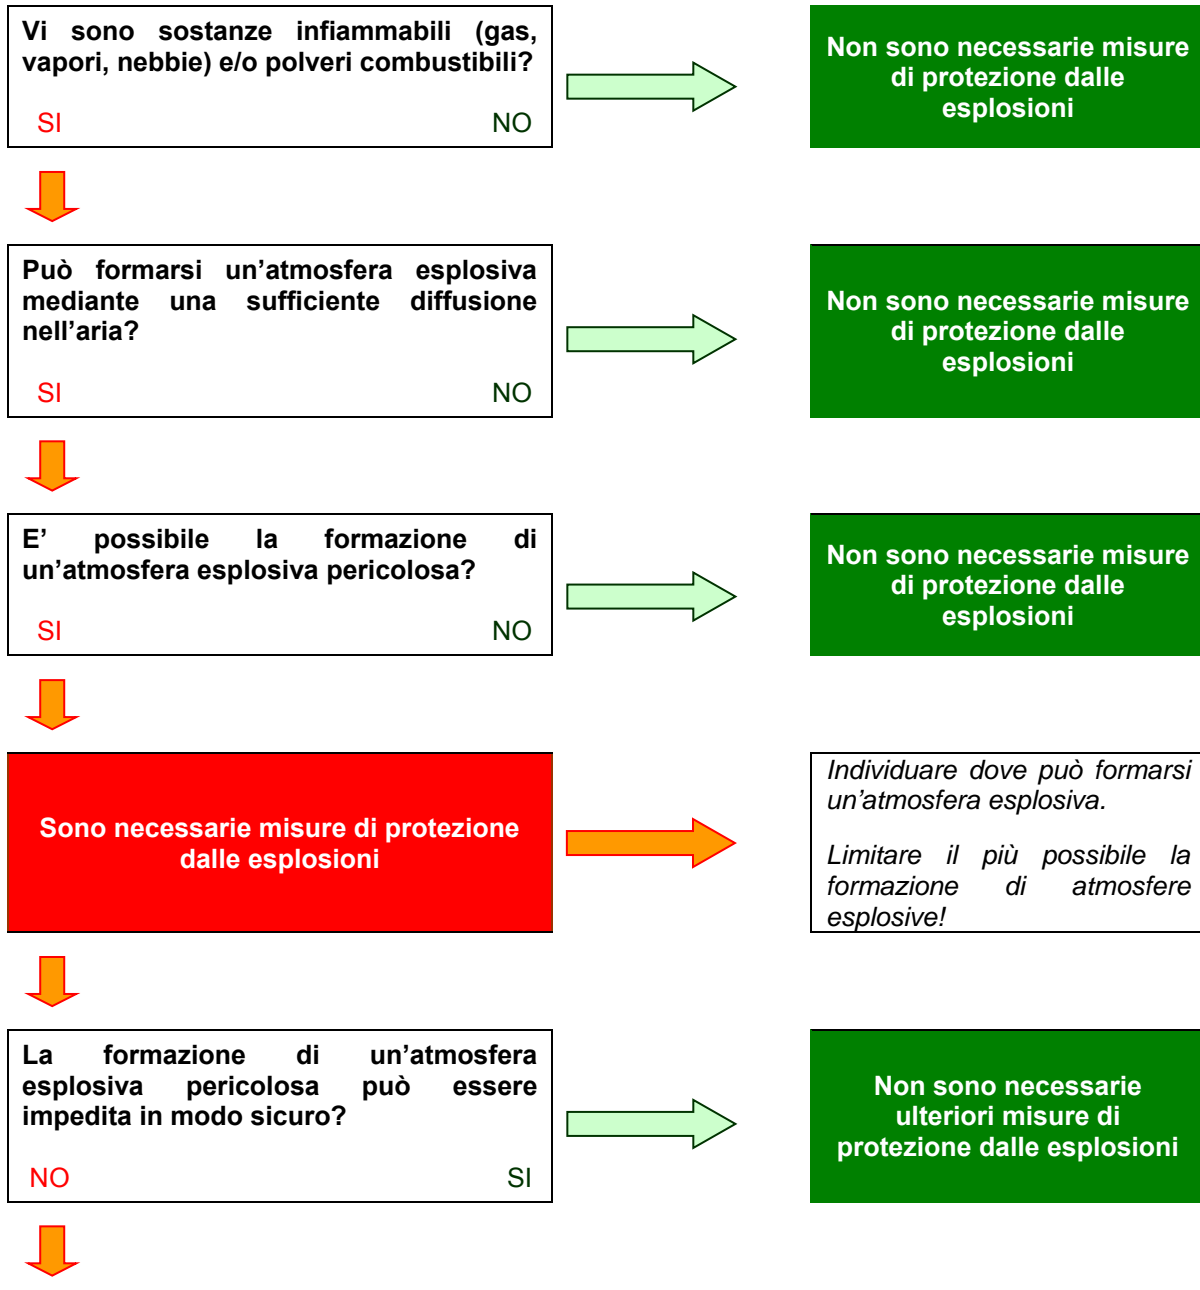 Vi sono sostanze infiammabili (gas,
vapori, nebbie) e/o polveri combustibili?
SI NO
Non sono necessarie misure
di protezione dalle
esplosioni
Può formarsi un’atmosfera esplosiva
mediante una sufficiente diffusione
nell’aria?
SI NO
Non sono necessarie misure
di protezione dalle
esplosioni
E’ possibile la formazione di
un’atmosfera esplosiva pericolosa?
SI NO
Non sono necessarie misure
di protezione dalle
esplosioni
Sono necessarie misure di protezione
dalle esplosioni
Individuare dove può formarsi
un’atmosfera esplosiva.
Limitare il più possibile la
formazione di atmosfere
esplosive!
La formazione di un’atmosfera
esplosiva pericolosa può essere
impedita in modo sicuro?
NO SI
Non sono necessarie
ulteriori misure di
protezione dalle esplosioni